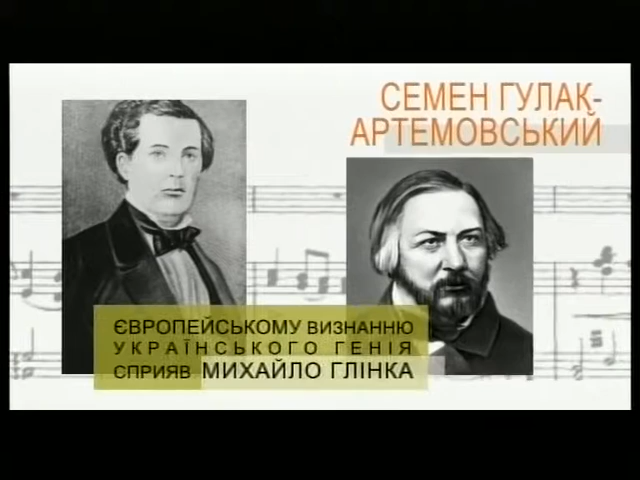 СЕМЕН ГУЛАК-
АРТЕМОВСЬКИЙ
ЄВРОПЕЙСЬКОМУ ВИЗНАННЮ
УКРАЇНСЬКОГО ГЕНІЯ
СПРИЯВ МИХАЙЛО ГЛІНКА